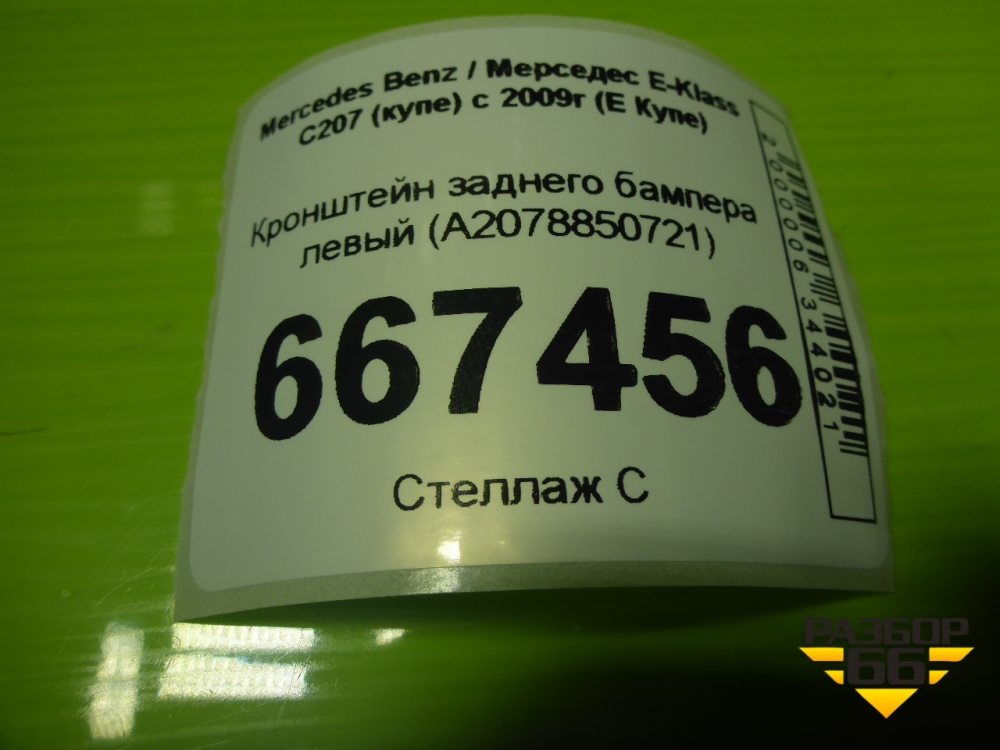 Mercedes Benz / Мерседес E-Klass
C207 (купе) с 2009г (Е Купе)
Кронштейн заднего бампера
левый (A2078850721)
667456
Стеллаж С
2000006344021
РАЗБОР
66